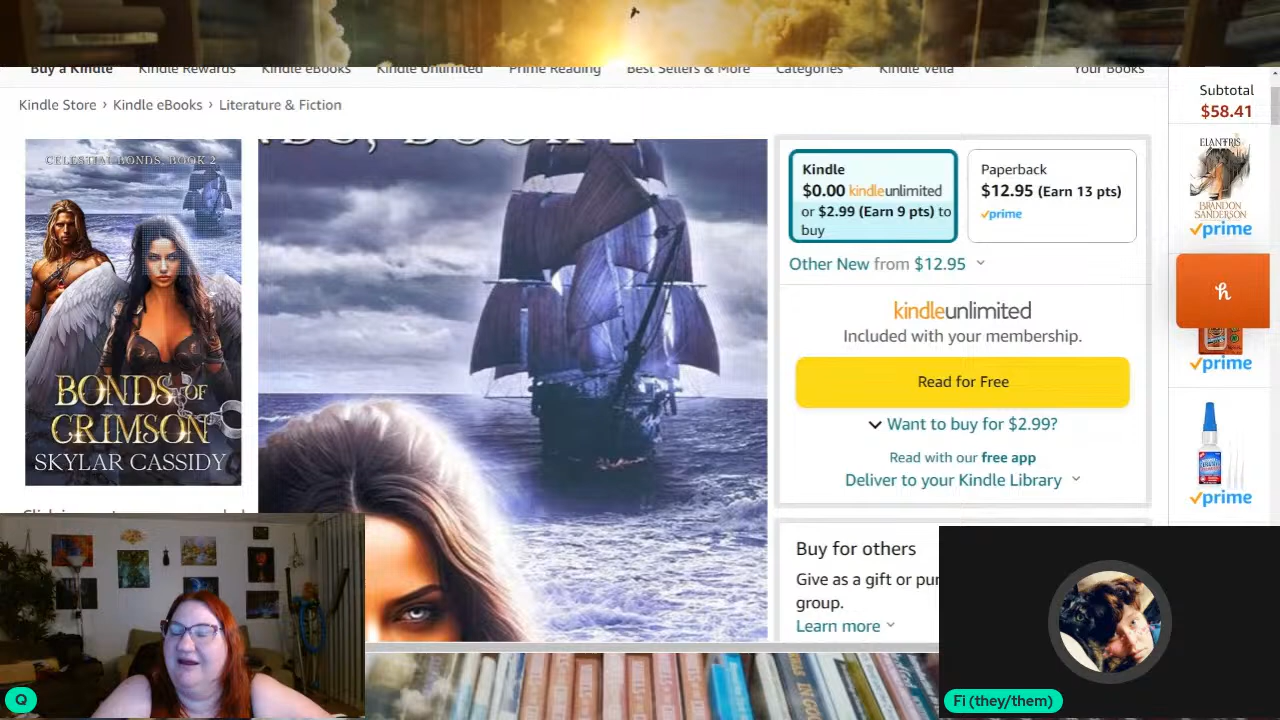 Buy a Kindle
Kindle Rewards
Kindle eBooks
Kindle Unlimited
Prime Reading
Best Sellers & More
Categories
Kindle Vella
Your Books
Kindle Store › Kindle eBooks › Literature & Fiction
Subtotal
$58.41
CELESTIAL BONDS, BOOK 2
BONDS OF
CRIMSON
SKYLAR CASSIDY
Kindle
$0.00 kindleunlimited
or $2.99 (Earn 9 pts) to
buy
Paperback
$12.95 (Earn 13 pts)
prime
Other New from $12.95
kindleunlimited
Included with your membership.
Read for Free
Want to buy for $2.99?
Read with our free app
Deliver to your Kindle Library
Buy for others
Give as a gift or pur
group.
Learn more
ELANTRIS
BRANDON
SANDERSON
prime
h
prime
prime
Q
Fi (they/them)